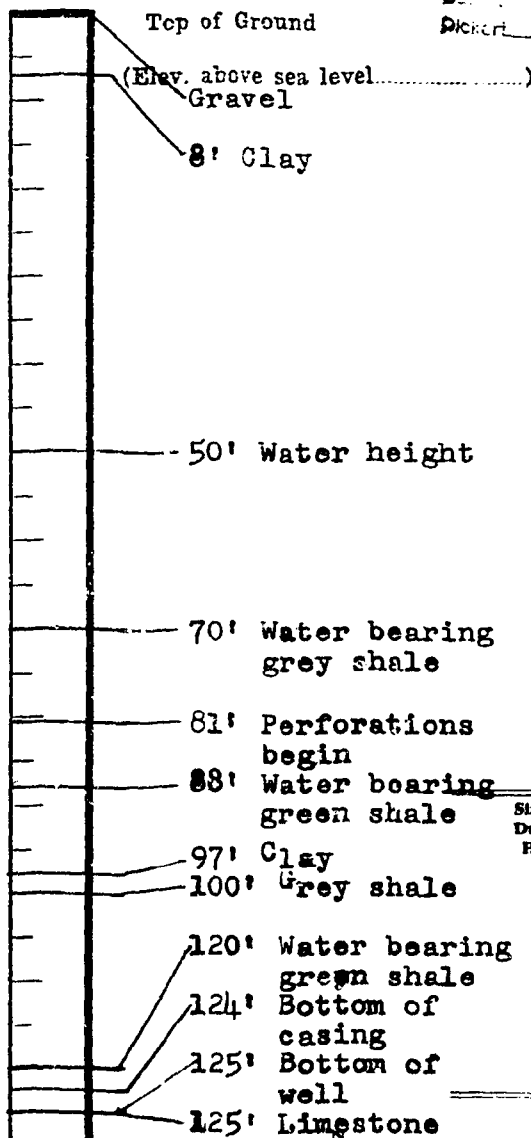 Top of Ground
(Elev. above sea level....................)
Gravel
8' Clay
50' Water height
70' Water bearing
grey shale
81' Perforations
begin
88' Water bearing
green shale
97' Clay
100' Grey shale
120' Water bearing
green shale
124' Bottom of
casing
125' Bottom of
well
125' Limestone